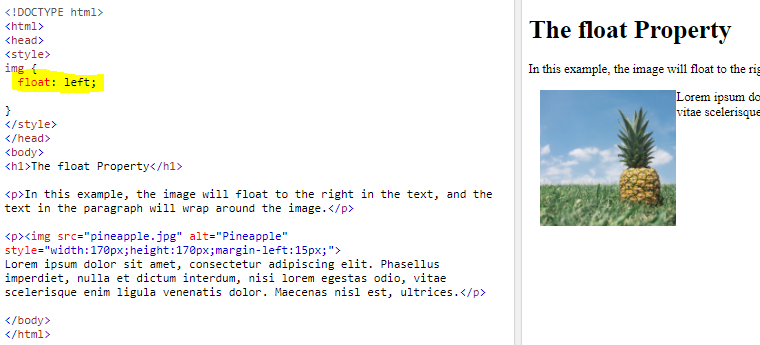 <!DOCTYPE html>
<html>
<head>
<style>
img {
float: left;
}
</style>
</head>
<body>
<h1>The float Property</h1>
<p>In this example, the image will float to the right in the text, and the
text in the paragraph will wrap around the image.</p>
<p><img src="pineapple.jpg" alt="Pineapple"
style="width:170px;height:170px;margin-left:15px;">
Lorem ipsum dolor sit amet, consectetur adipiscing elit. Phasellus
imperdiet, nulla et dictum interdum, nisi lorem egestas odio, vitae
scelerisque enim ligula venenatis dolor. Maecenas nisl est, ultrices.</p>
</body>
</html>
The float Property
In this example, the image will float to the rig
Lorem ipsum do
vitae scelerisque